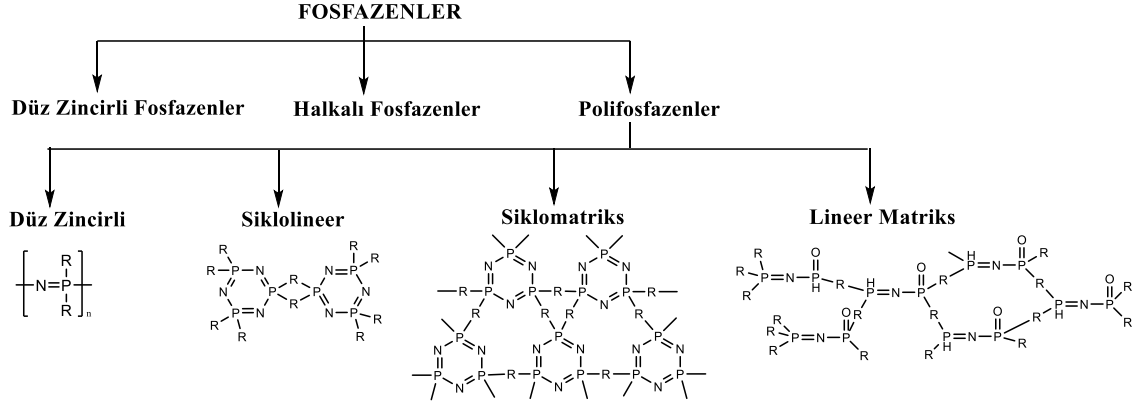 FOSFAZENLER
Düz Zincirli Fosfazenler
Halkalı Fosfazenler
Polifosfazenler
Düz Zincirli
Siklolineer
Siklomatriks
Lineer Matriks
R
N=P
R
n
R
R
R
R
P
N
P
N
R
N
P
P
N
P
N
P
N
R
N
P
R
R
R
R
P
P
N
N
N
N
P
P
P
P
R
N
R
R
N
R
R
R
R
P
P
P
N
N
N
N
N
N
P
P
R
P
P
R
P
P
N
N
N
R
O
R
P=N
P
R
H
R
H
P=N
O
P
R
H
P=N
O
P
R
R
R
R
P=N
O
P
R
R
R
R
R
P=N
H
O
P
R
R
R
P=N
H
O
P
R
R